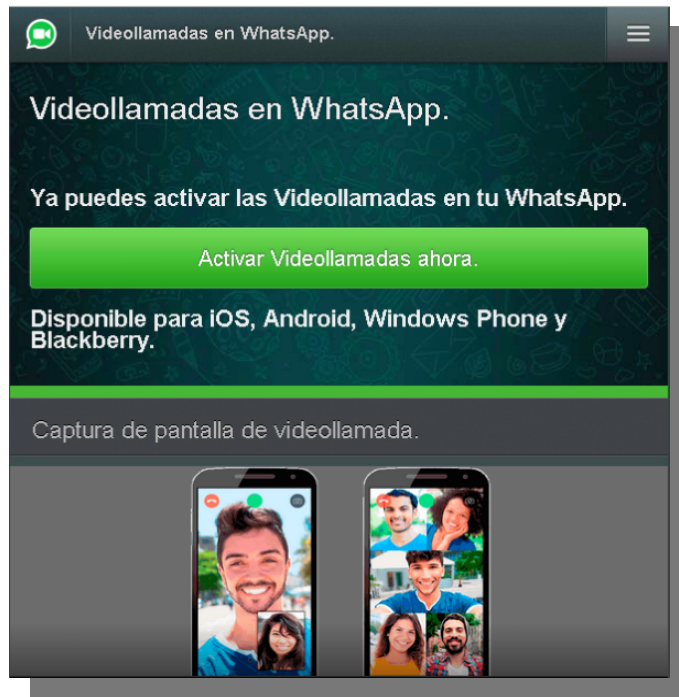 Videollamadas en WhatsApp.
Videollamadas en WhatsApp.
Ya puedes activar las Videollamadas en tu WhatsApp.
Activar Videollamadas ahora.
Disponible para iOS, Android, Windows Phone y
Blackberry.
Captura de pantalla de videollamada.